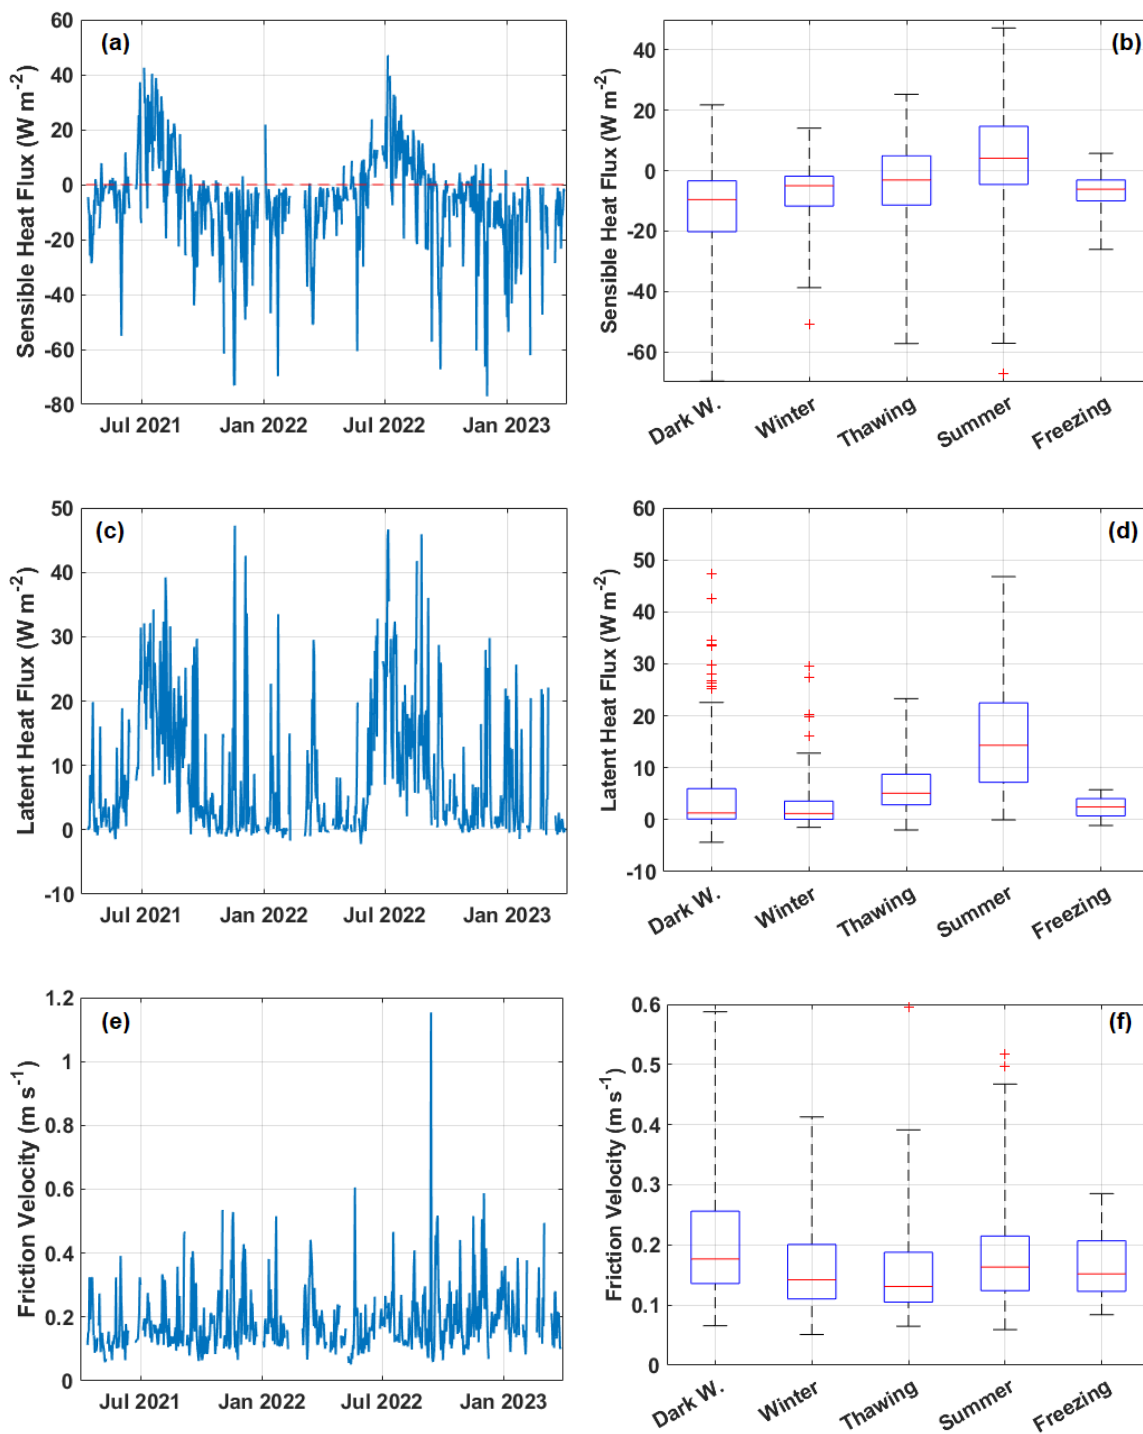 (a)
Sensible Heat Flux (W m-2)
60
40
20
0
-20
-40
-60
-80
Jul 2021 Jan 2022 Jul 2022 Jan 2023
(b)
Sensible Heat Flux (W m-2)
40
20
0
-20
-40
-60
Dark W. Winter Thawing Summer Freezing
(c)
Latent Heat Flux (W m-2)
50
40
30
20
10
0
-10
Jul 2021 Jan 2022 Jul 2022 Jan 2023
(d)
Latent Heat Flux (W m-2)
60
50
40
30
20
10
0
-10
Dark W. Winter Thawing Summer Freezing
(e)
Friction Velocity (m s-1)
1.2
1
0.8
0.6
0.4
0.2
0
Jul 2021 Jan 2022 Jul 2022 Jan 2023
(f)
Friction Velocity (m s-1)
0.6
0.5
0.4
0.3
0.2
0.1
0
Dark W. Winter Thawing Summer Freezing